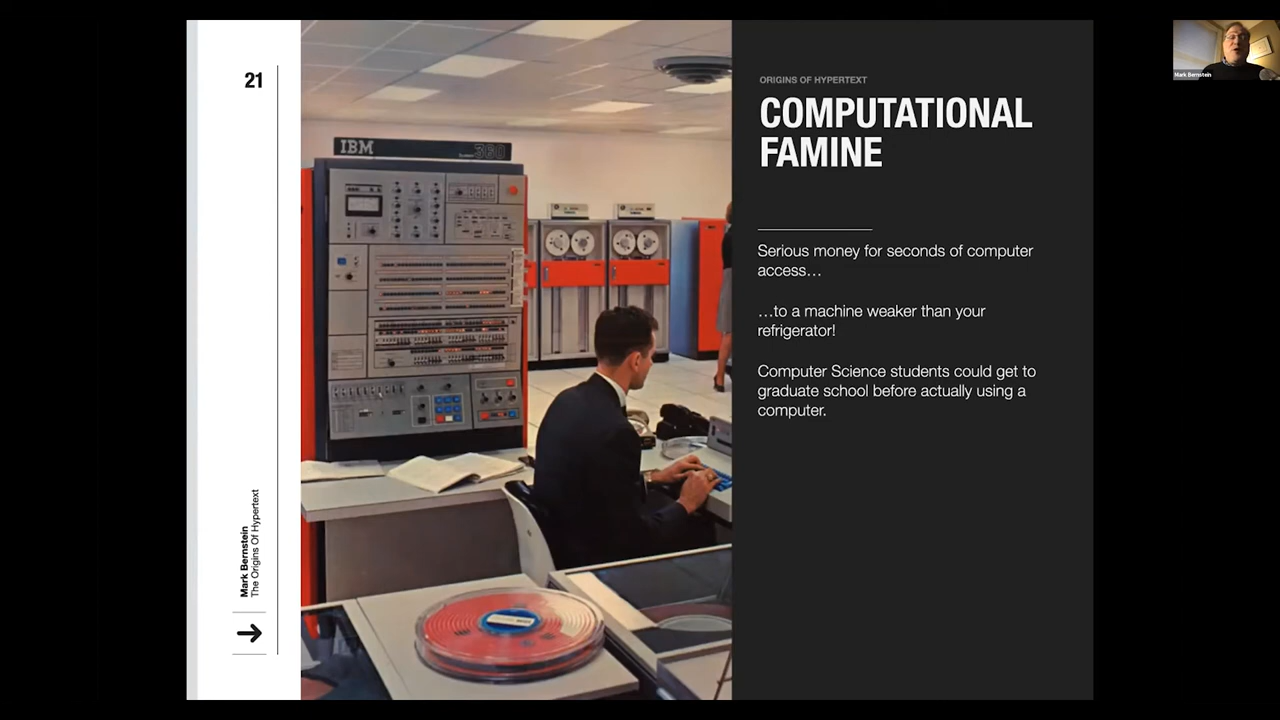 21
Mark Bernstein
The Origins Of Hypertext
IBM
360
ORIGINS OF HYPERTEXT
COMPUTATIONAL
FAMINE
Serious money for seconds of computer
access…
…to a machine weaker than your
refrigerator!
Computer Science students could get to
graduate school before actually using a
computer.
Mark Bernstein